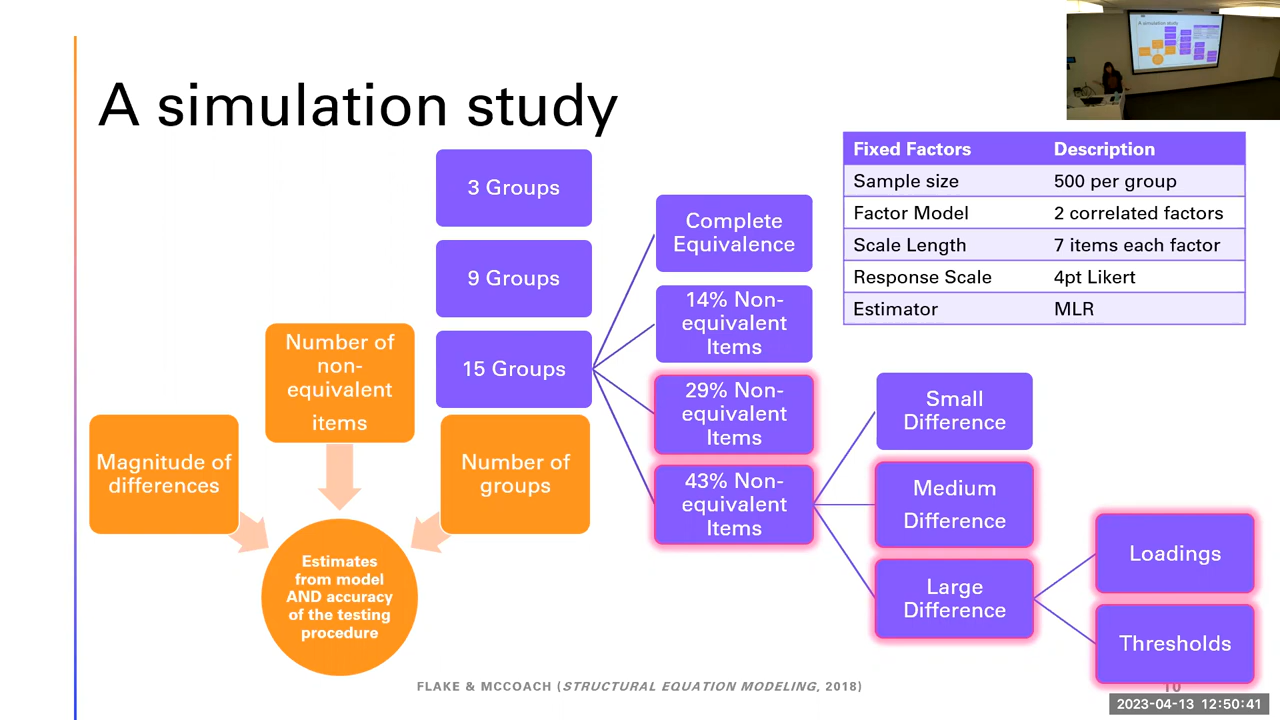 A simulation study
3 Groups
9 Groups
15 Groups
Number of
non-
equivalent
items
Magnitude of
differences
Number of
groups
Estimates
from model
AND accuracy
of the testing
procedure
Complete
Equivalence
14% Non-
equivalent
Items
29% Non-
equivalent
Items
43% Non-
equivalent
Items
Fixed Factors Description
Sample size 500 per group
Factor Model 2 correlated factors
Scale Length 7 items each factor
Response Scale 4pt Likert
Estimator MLR
Small
Difference
Medium
Difference
Large
Difference
Loadings
Thresholds
FLAKE & MCCOACH (STRUCTURAL EQUATION MODELING, 2018)
10
2023-04-13 12:50:41
A simulation study